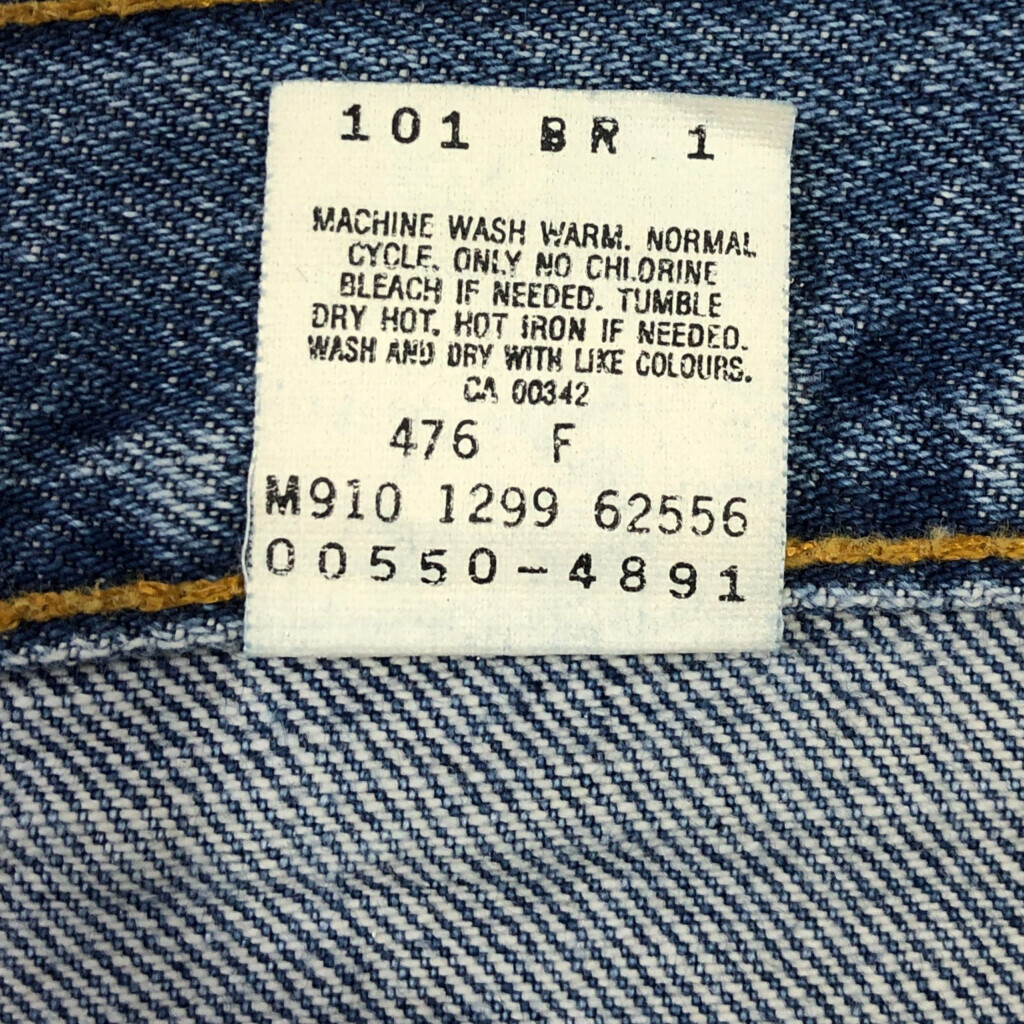 101 BR 1
MACHINE WASH WARM. NORMAL
CYCLE. ONLY NO CHLORINE
BLEACH IF NEEDED. TUMBLE
DRY HOT. HOT IRON IF NEEDED.
WASH AND DRY WITH LIKE COLOURS.
CA 00342
476 F
M910 1299 62556
00550-4891